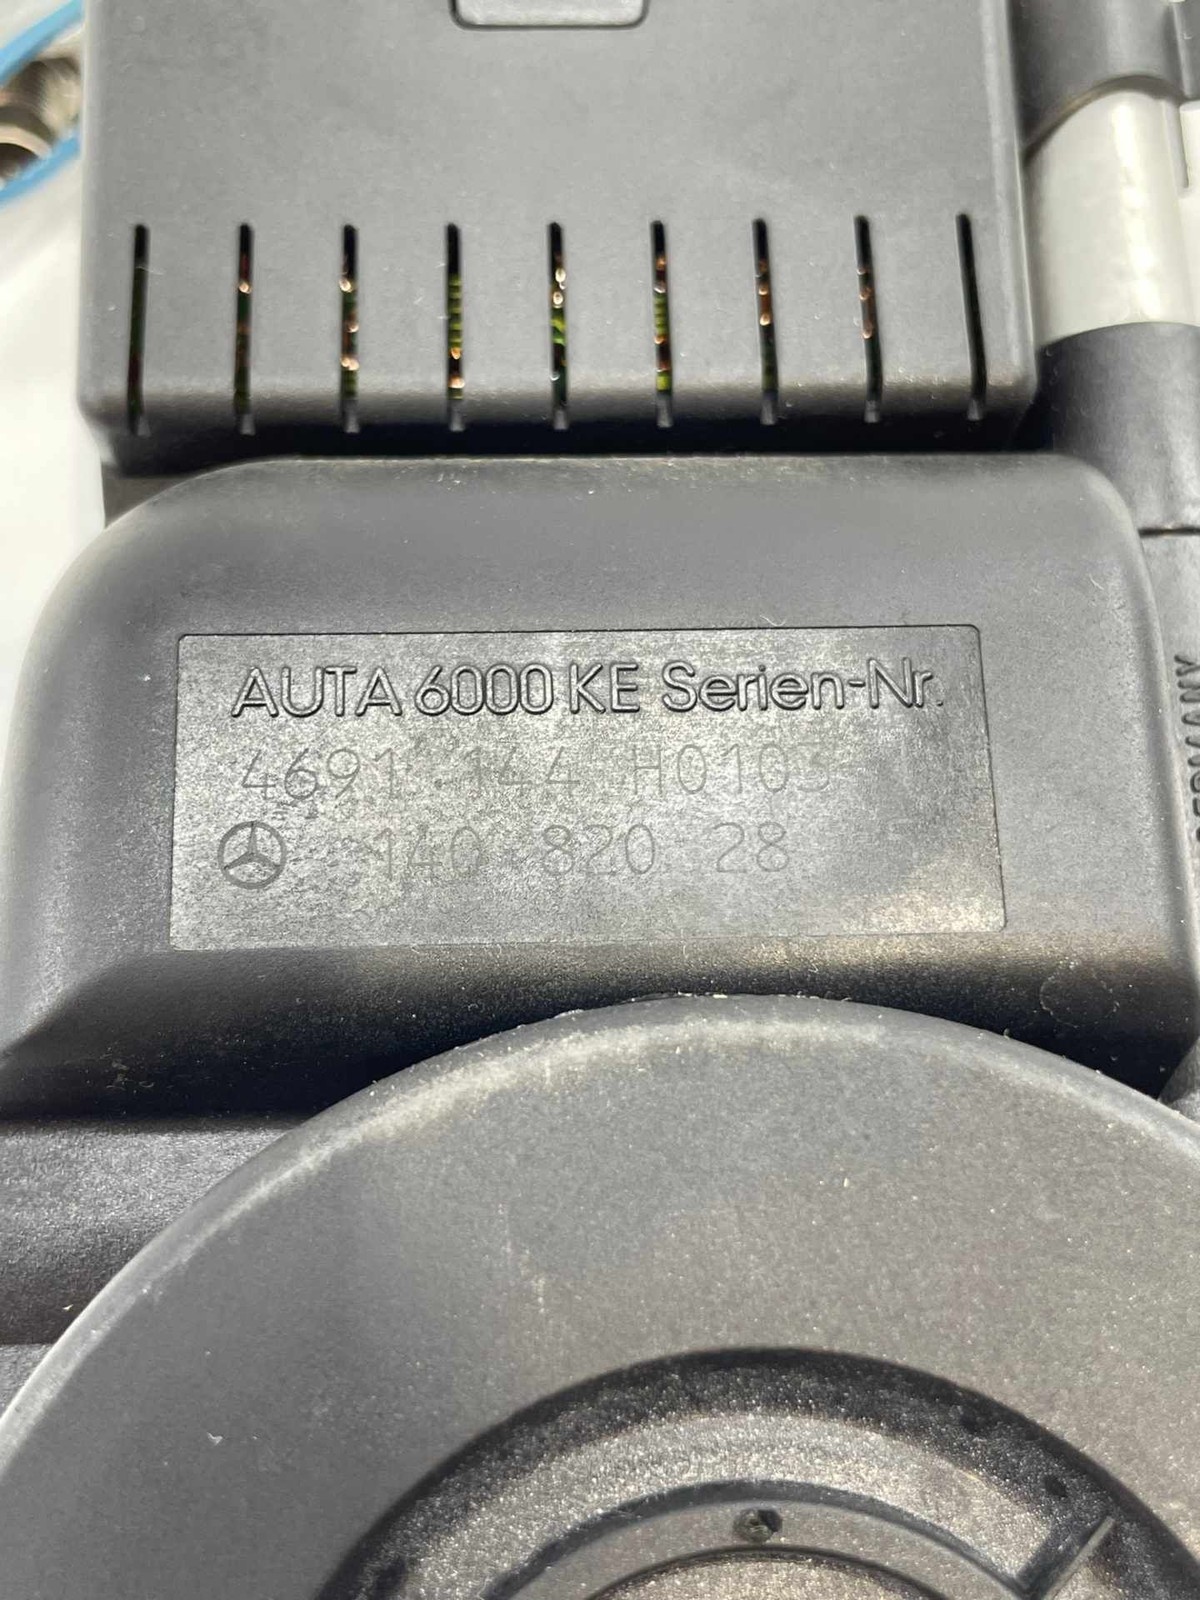 AUTA 6000 KE Serien-Nr.
4691 144 H0103
140 820 28
GERMANY